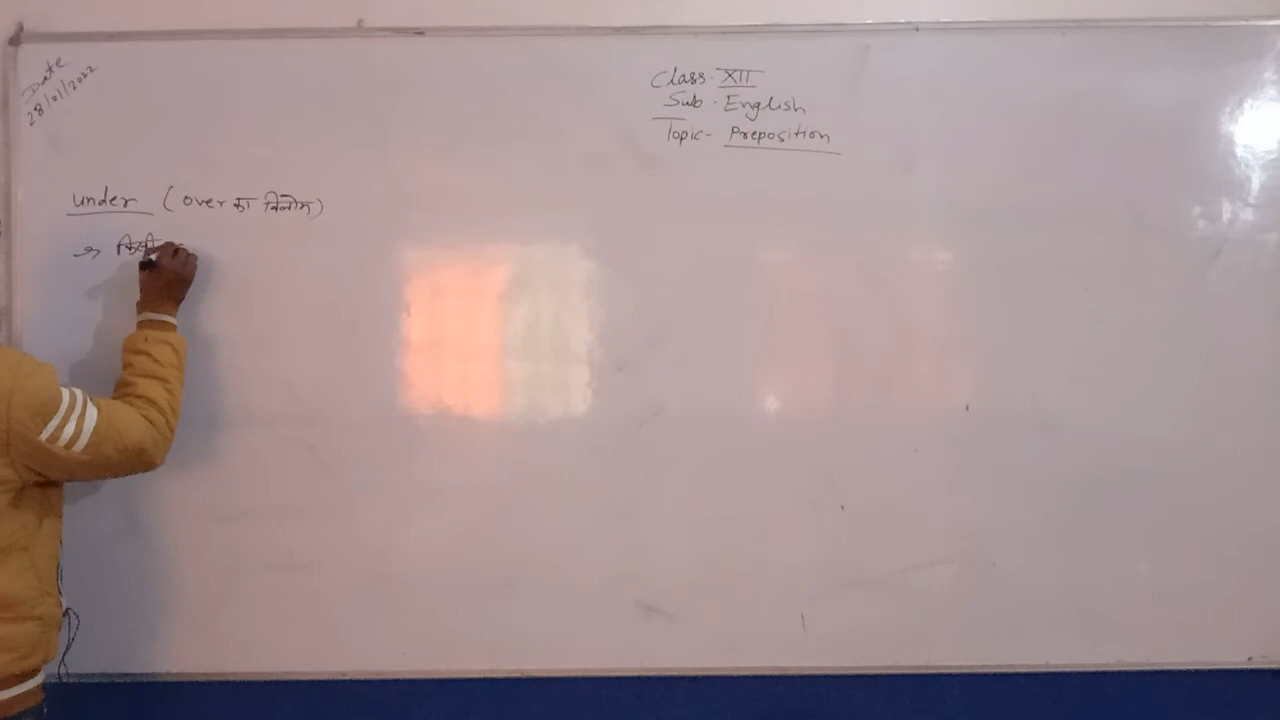 Date
28/01/2022
Class- XII
Sub - English
Topic- Preposition
under (over का विलोम)
→ किसी